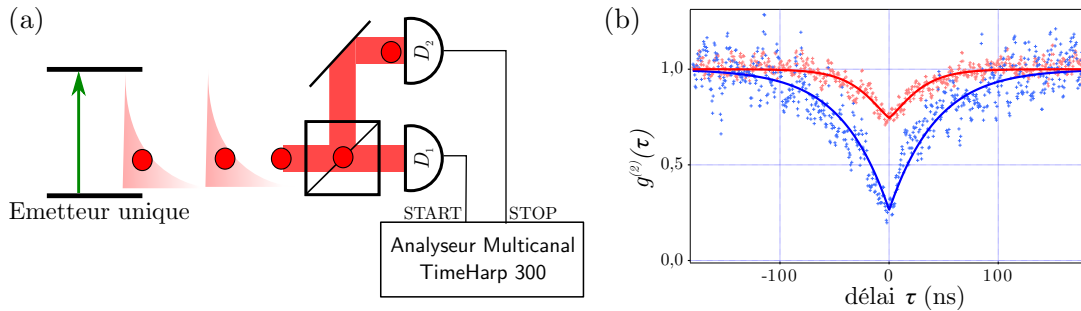 (a)
D₂
D₁
Emetteur unique
START
STOP
Analyseur Multicanal
TimeHarp 300
(b)
1,0
0,5
0,0
g⁽²⁾(τ)
-100
0
100
délai τ (ns)